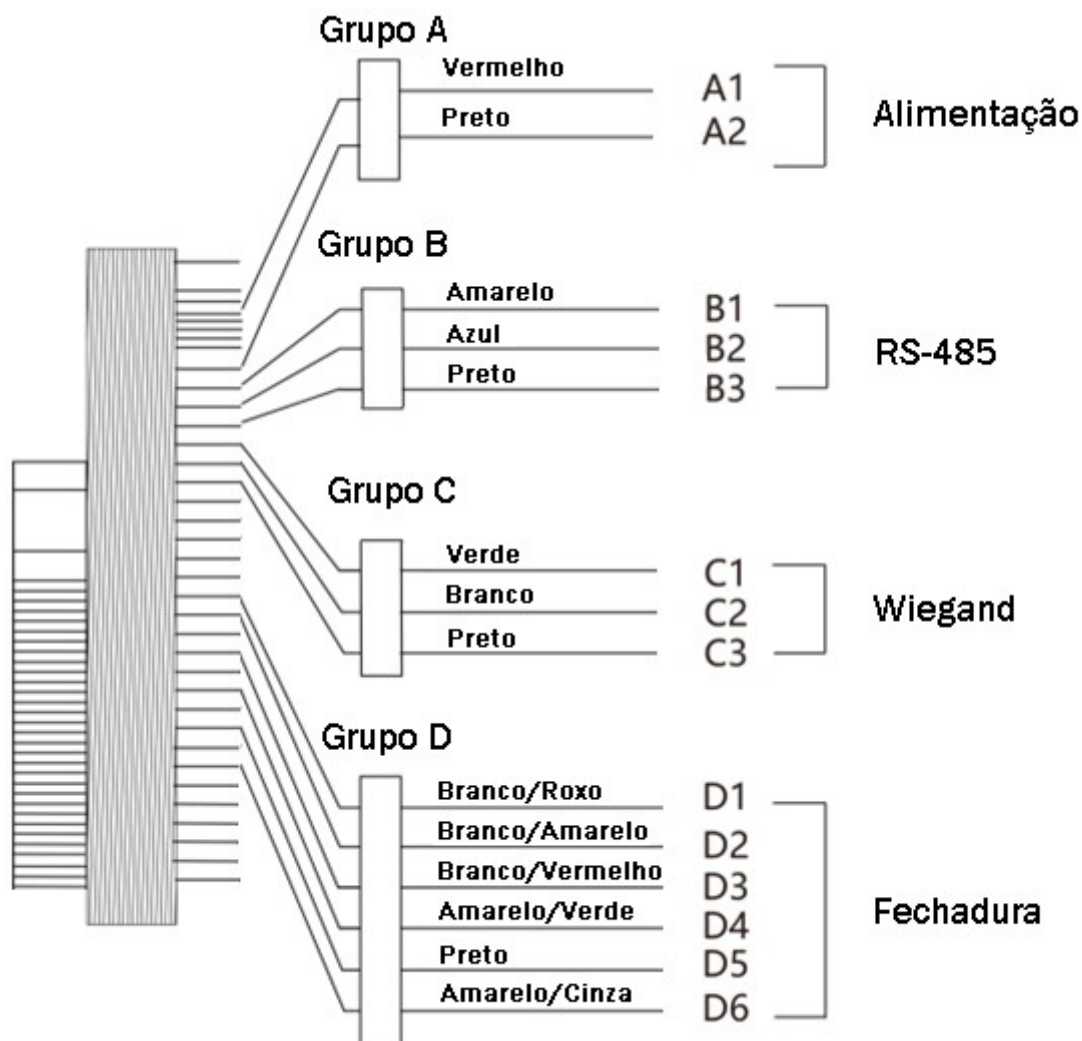 Grupo A
Vermelho
A1
Preto
A2
Alimentação
Grupo B
Amarelo
B1
Azul
B2
Preto
B3
RS-485
Grupo C
Verde
C1
Branco
C2
Preto
C3
Wiegand
Grupo D
Branco/Roxo
D1
Branco/Amarelo
D2
Branco/Vermelho
D3
Amarelo/Verde
D4
Preto
D5
Amarelo/Cinza
D6
Fechadura